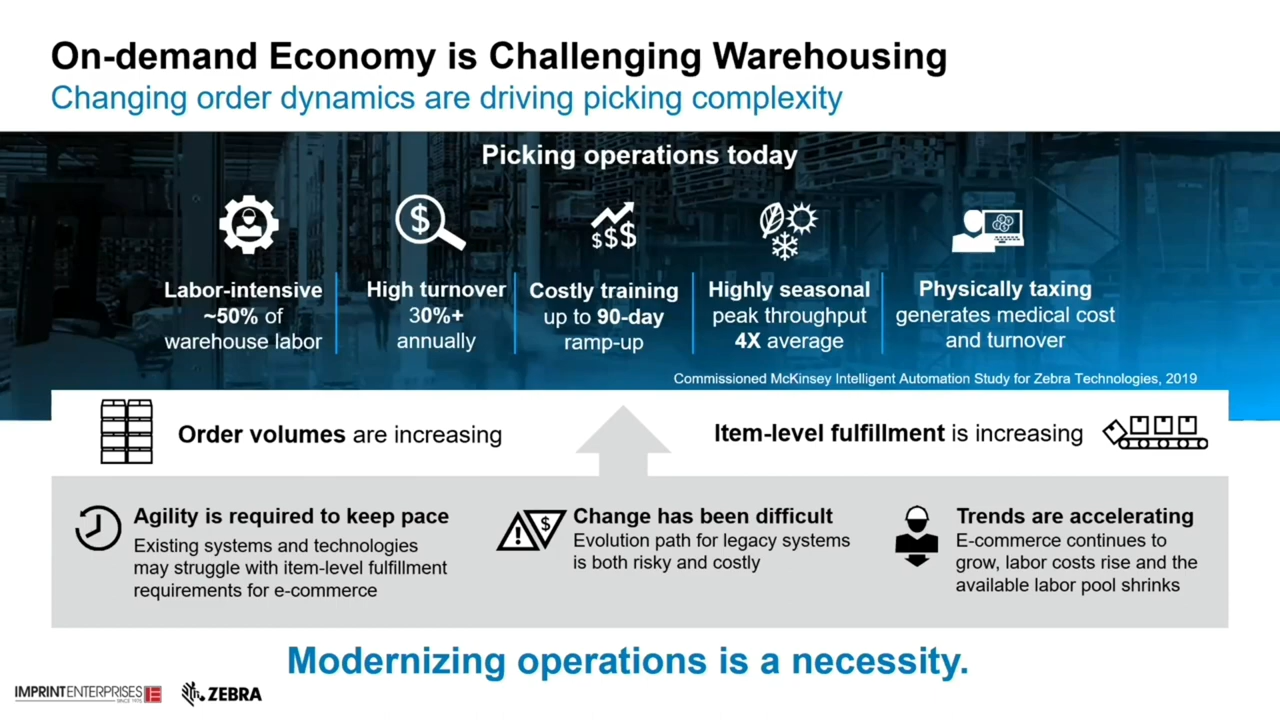 On-demand Economy is Challenging Warehousing
Changing order dynamics are driving picking complexity
Picking operations today
Labor-intensive
~50% of
warehouse labor
High turnover
30%+
annually
Costly training
up to 90-day
ramp-up
Highly seasonal
peak throughput
4X average
Physically taxing
generates medical cost
and turnover
Commissioned McKinsey Intelligent Automation Study for Zebra Technologies, 2019
Order volumes are increasing
Item-level fulfillment is increasing
Agility is required to keep pace
Existing systems and technologies
may struggle with item-level fulfillment
requirements for e-commerce
Change has been difficult
Evolution path for legacy systems
is both risky and costly
Trends are accelerating
E-commerce continues to
grow, labor costs rise and the
available labor pool shrinks
Modernizing operations is a necessity.
IMPRINT ENTERPRISES
SINCE 1970
ZEBRA